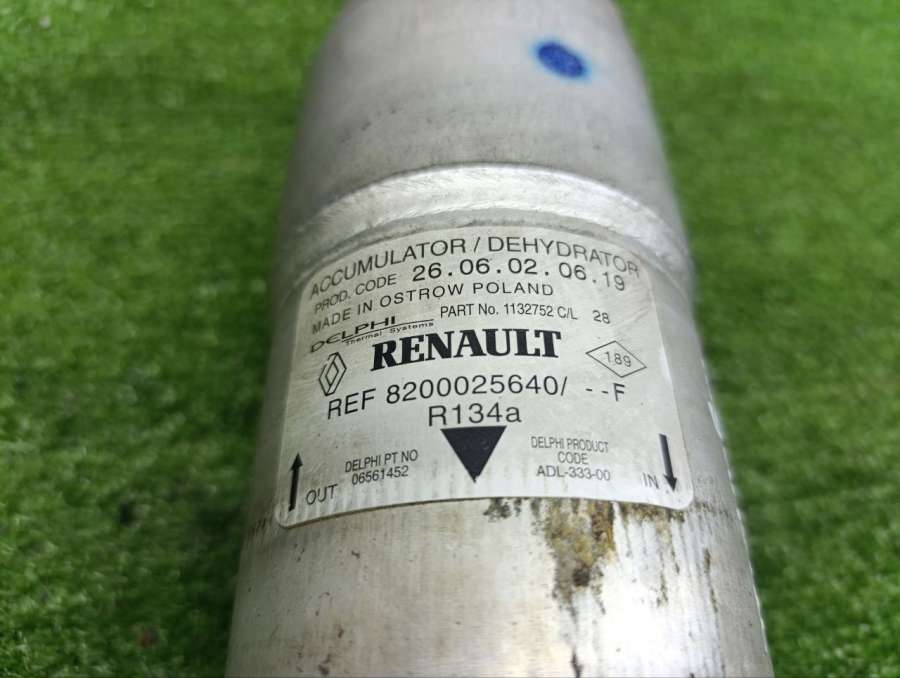 ACCUMULATOR / DEHYDRATOR
PROD. CODE 26.06.02.06.19
MADE IN OSTROW POLAND
DELPHI PART No. 1132752 C/L 28
Thermal Systems
RENAULT 189
REF 8200025640/ --F
R134a
DELPHI PT NO
06561452
DELPHI PRODUCT
CODE
ADL-333-00
OUT
IN